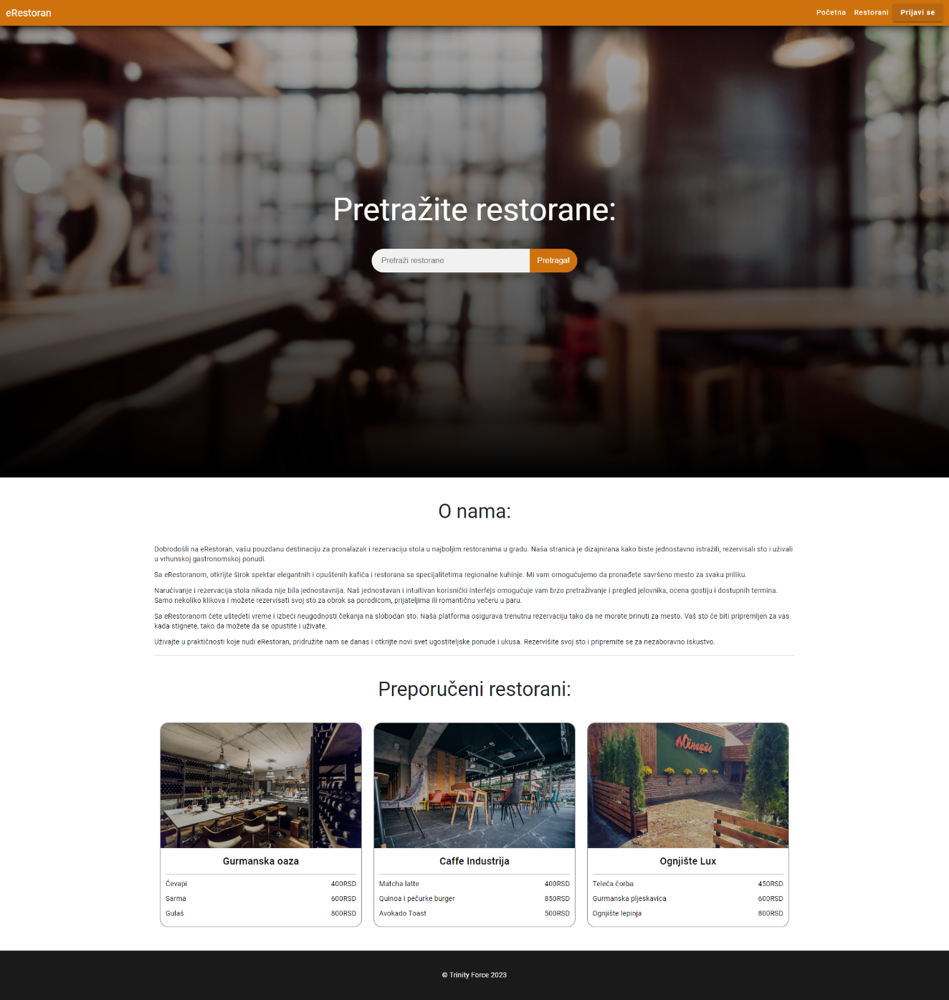 eRestoran
Početna Restorani Prijavi se
Pretražite restorane:
Pretraži restorane Pretraga!
O nama:
Dobrodošli na eRestoran, vašu pouzdanu destinaciju za pronalazak i rezervaciju stola u najboljim restoranima u gradu. Naša stranica je dizajnirana kako biste jednostavno istražili, rezervisali sto i uživali
u vrhunskoj gastronomskoj ponudi.
Sa eRestoranom, otkrijte širok spektar elegantnih i opuštenih kafića i restorana sa specijalitetima regionalne kuhinje. Mi vam omogućujemo da pronađete savršeno mesto za svaku priliku.
Naručivanje i rezervacija stola nikada nije bila jednostavnija. Naš jednostavan i intuitivan korisnički interfejs omogućuje vam brzo pretraživanje i pregled jelovnika, ocena gostiju i dostupnih termina.
Samo nekoliko klikova i možete rezervisati svoj sto za obrok sa porodicom, prijateljima ili romantičnu večeru u paru.
Sa eRestoranom ćete uštedeti vreme i izbeći neugodnosti čekanja na slobodan sto. Naša platforma osigurava trenutnu rezervaciju tako da ne morate brinuti za mesto. Vaš sto će biti pripremljen za vas
kada stignete, tako da možete da se opustite i uživate.
Uživajte u praktičnosti koje nudi eRestoran, pridružite nam se danas i otkrijte novi svet ugostiteljske ponude i ukusa. Rezervišite svoj sto i pripremite se za nezaboravno iskustvo.
Preporučeni restorani:
Огниште
Gurmanska oaza
Ćevapi 400RSD
Sarma 600RSD
Gulaš 800RSD
Caffe Industrija
Matcha latte 400RSD
Quinoa i pečurke burger 850RSD
Avokado Toast 500RSD
Ognjište Lux
Teleća čorba 450RSD
Gurmanska pljeskavica 600RSD
Ognjište lepinja 800RSD
© Trinity Force 2023